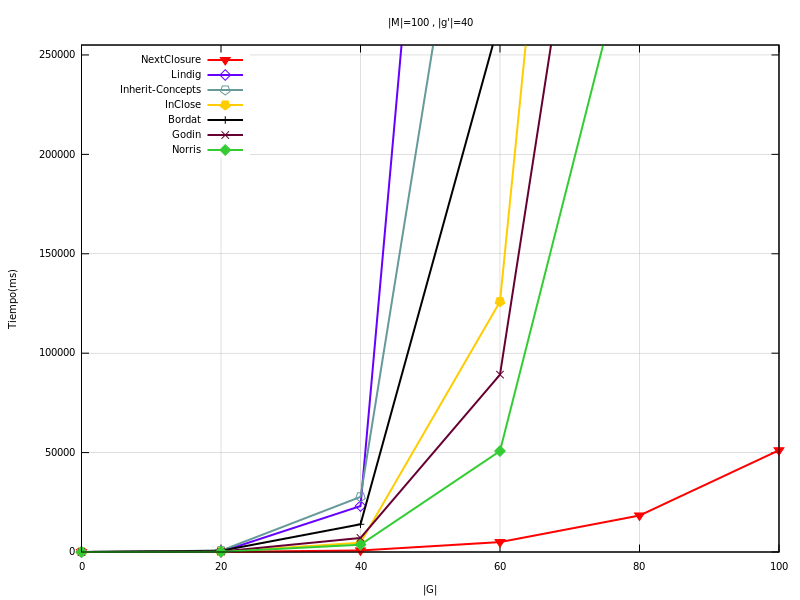 |M|=100 , |g'|=40
250000
200000
150000
100000
50000
0
NextClosure
Lindig
Inherit-Concepts
InClose
Bordat
Godin
Norris
Tiempo(ms)
0 20 40 60 80 100
|G|